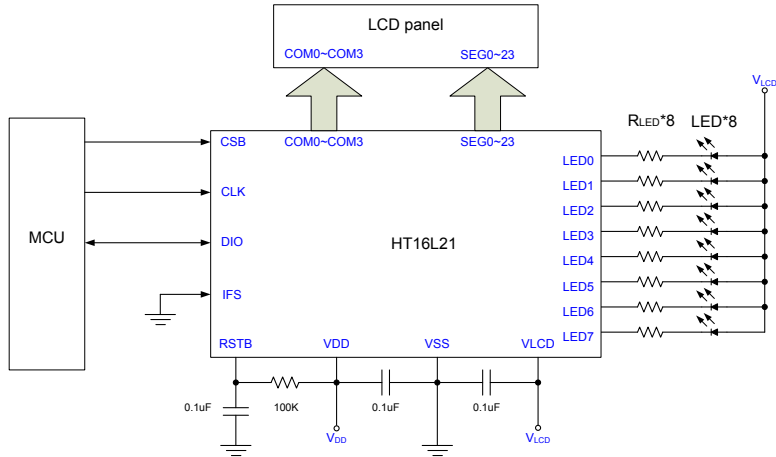 LCD panel
COM0~COM3 SEG0~23
VLCD
RLED*8 LED*8
CSB COM0~COM3 SEG0~23
LED0
CLK LED1
LED2
MCU DIO HT16L21 LED3
LED4
IFS LED5
LED6
LED7
RSTB VDD VSS VLCD
0.1uF 100K 0.1uF 0.1uF
VDD VLCD